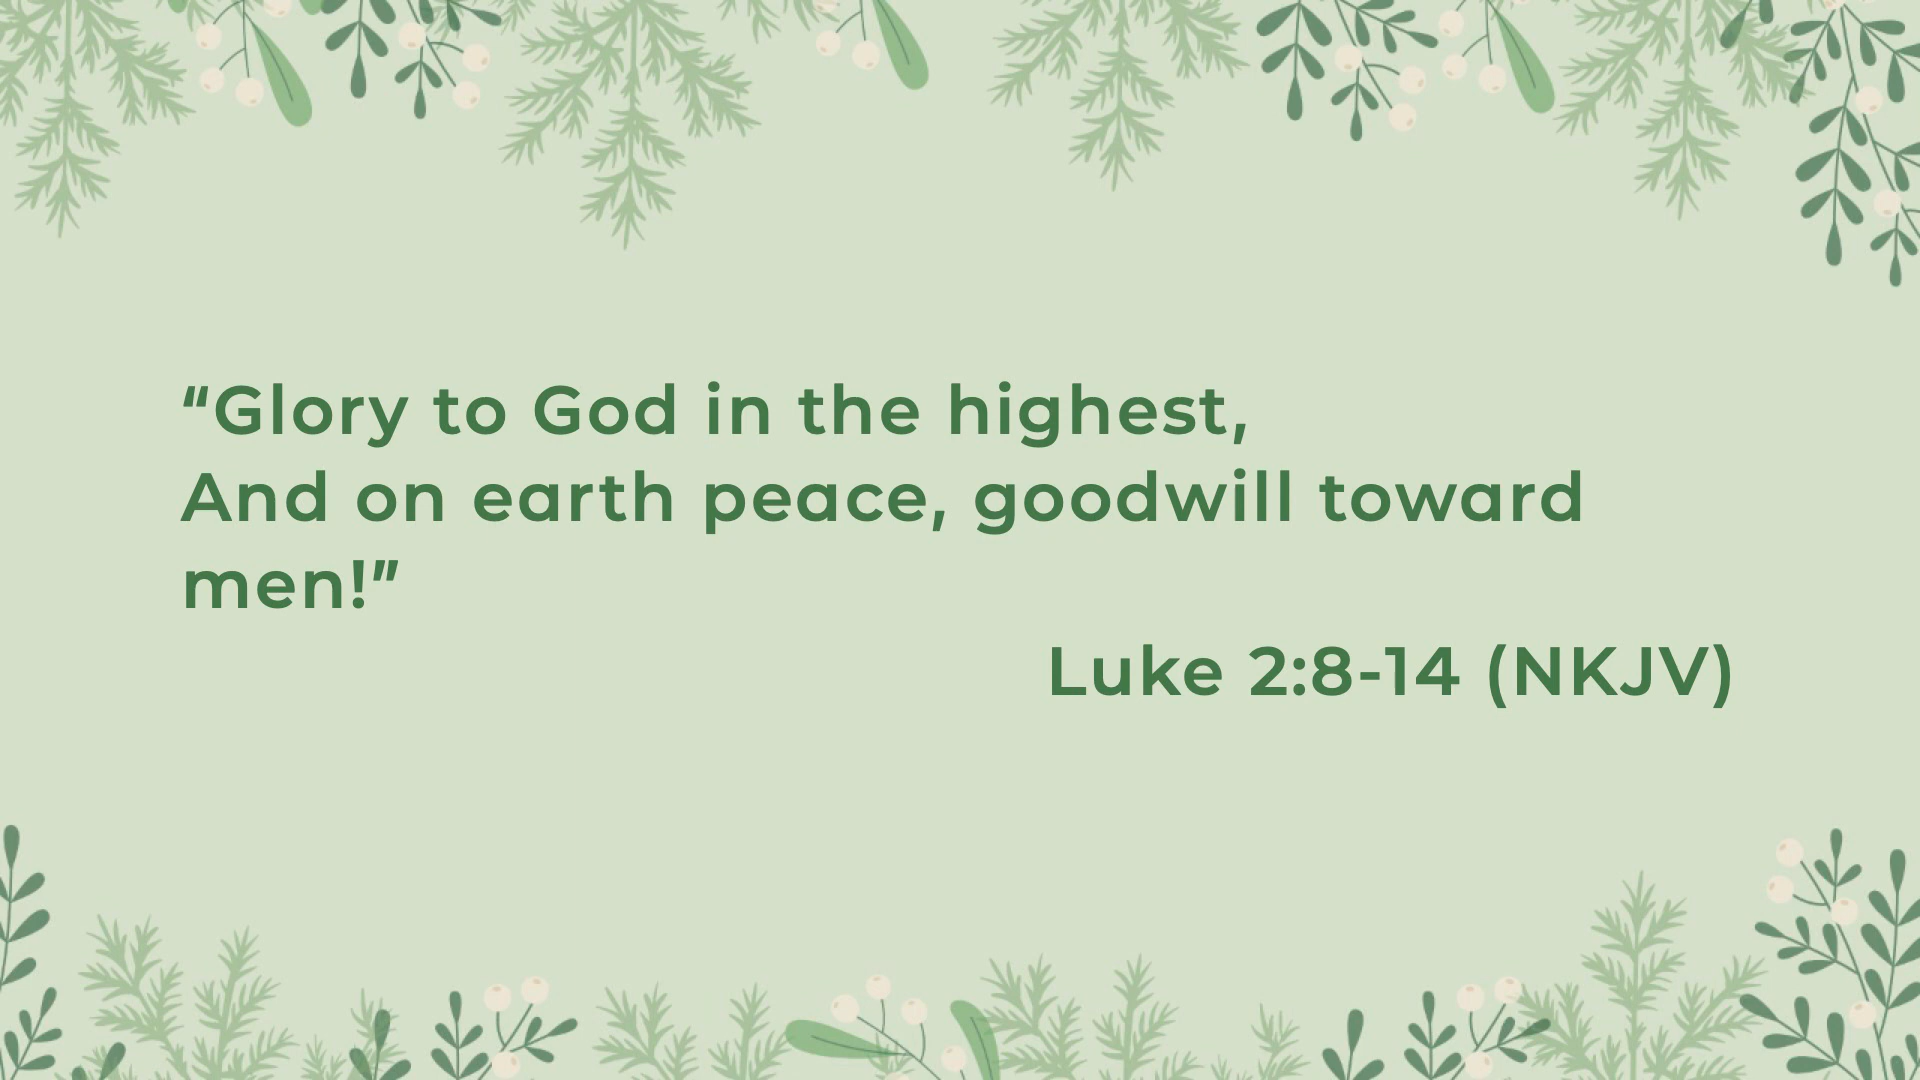 “Glory to God in the highest,
And on earth peace, goodwill toward
men!”
Luke 2:8-14 (NKJV)